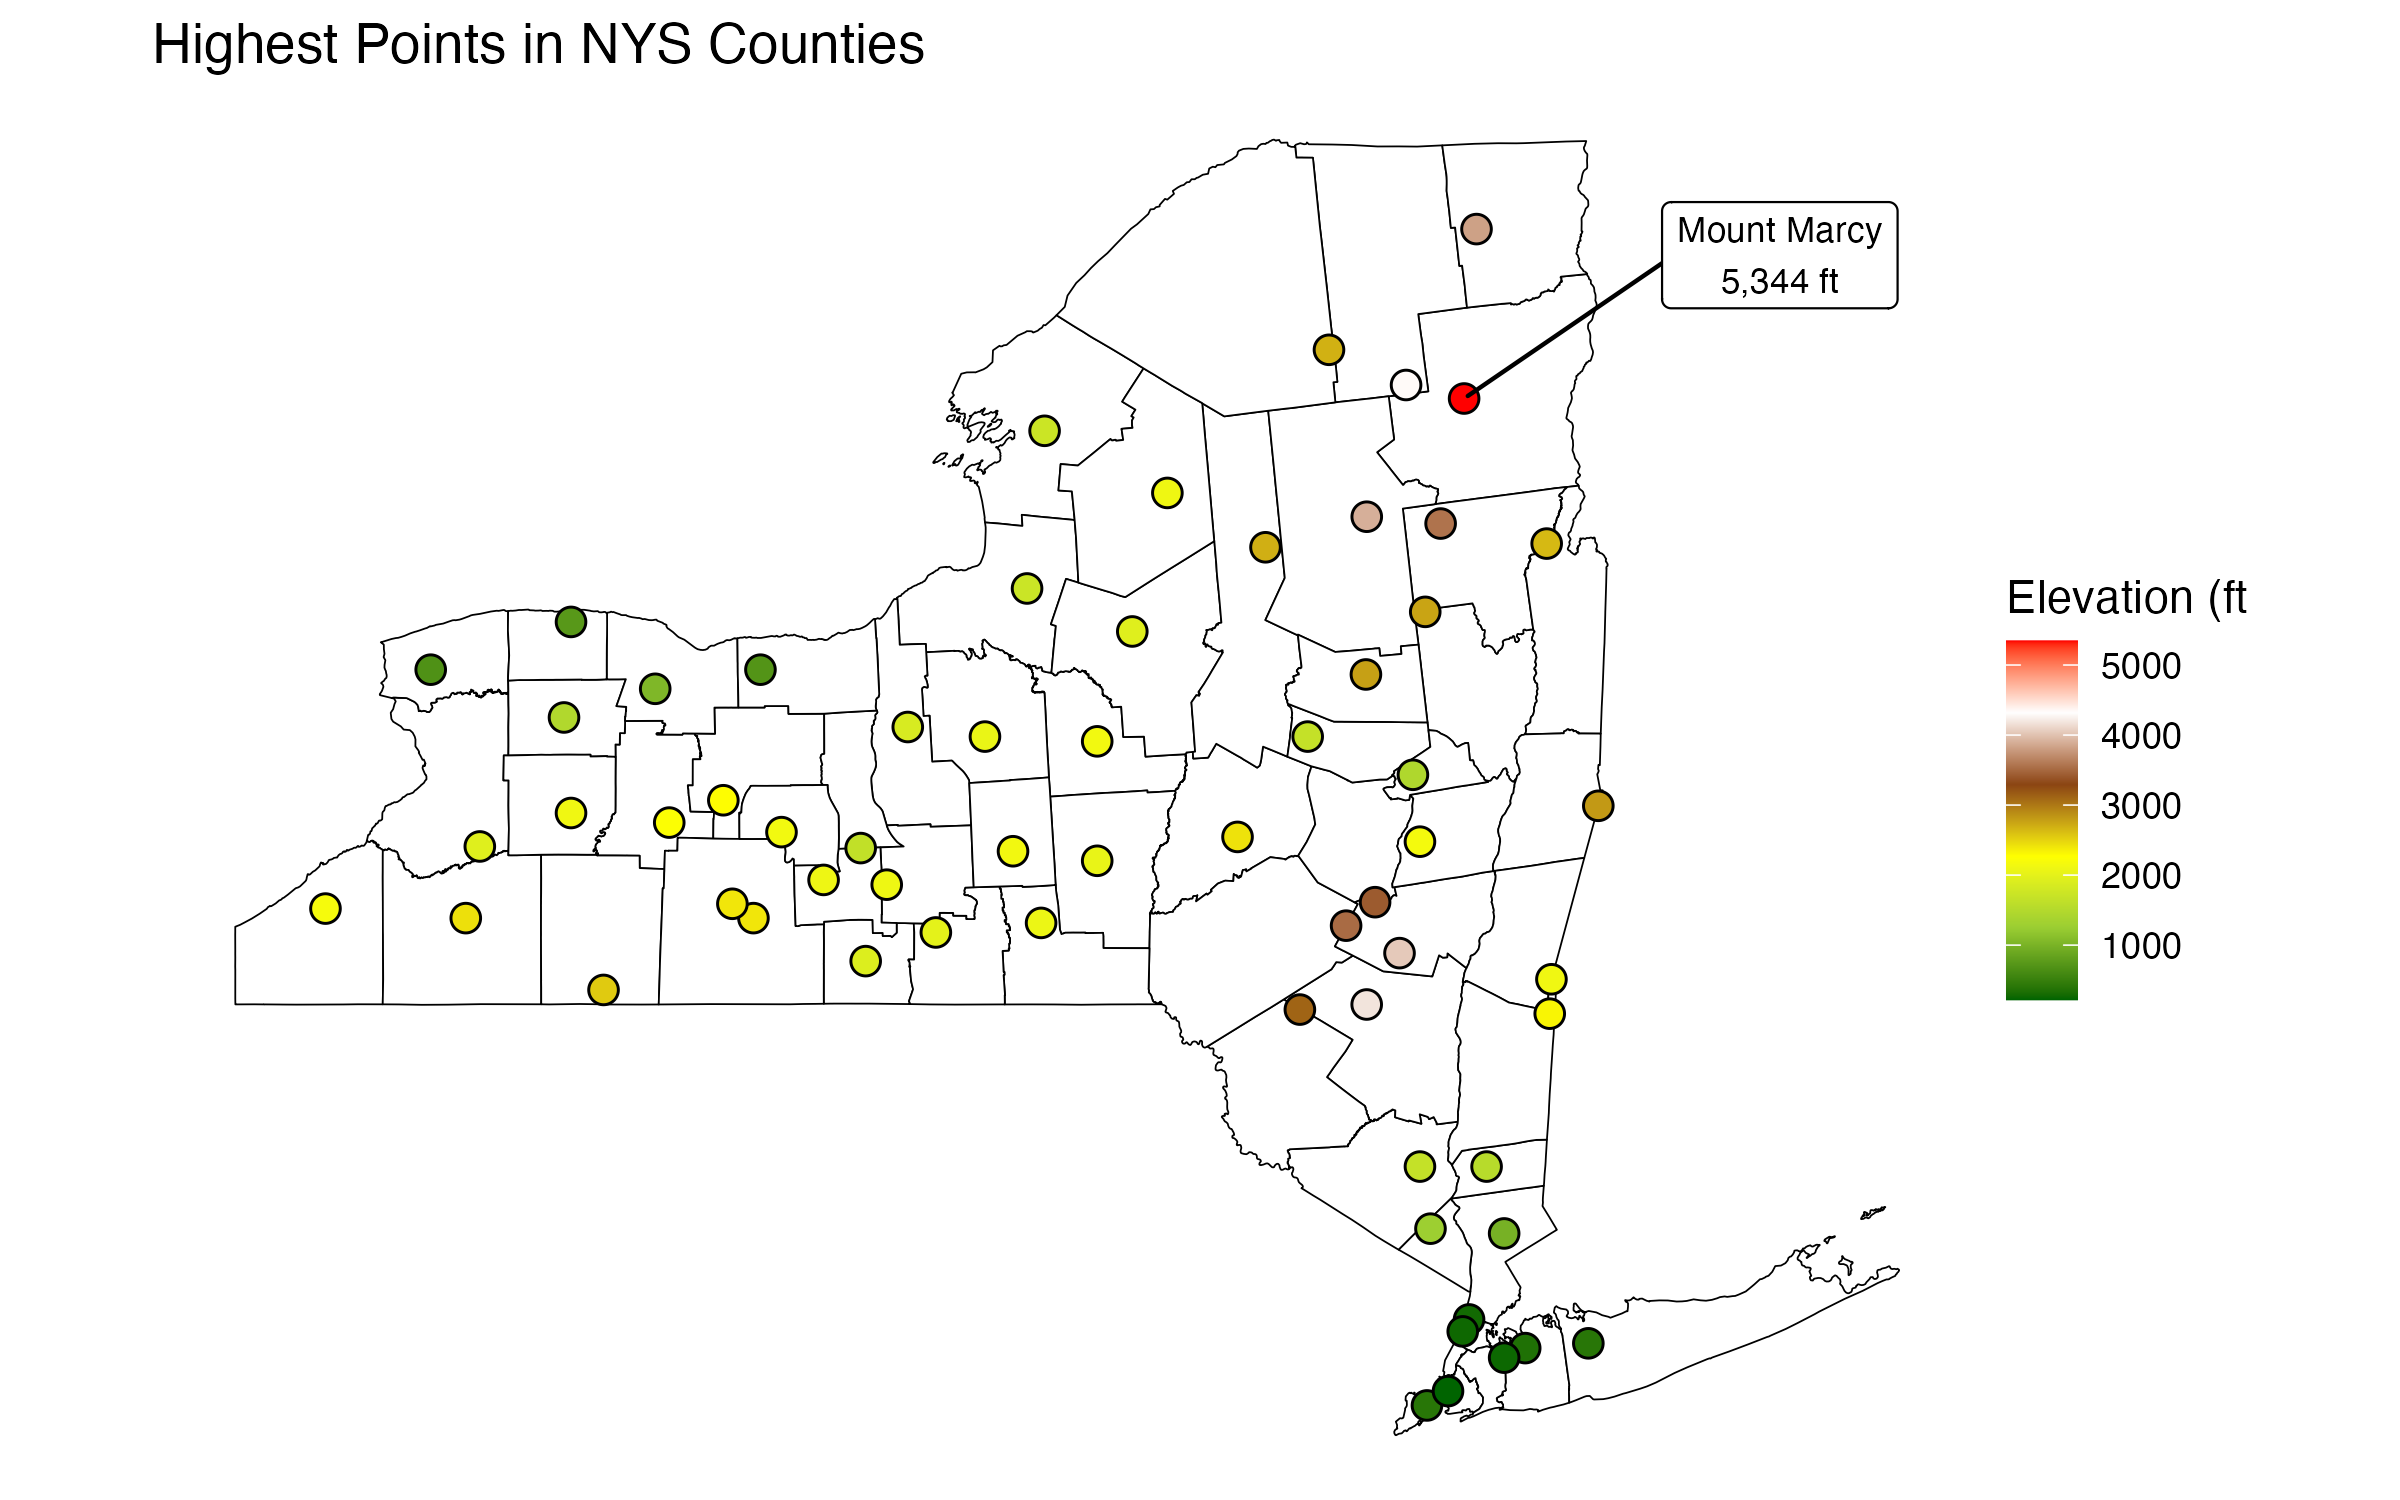 Highest Points in NYS Counties
Mount Marcy
5,344 ft
Elevation (ft
5000
4000
3000
2000
1000